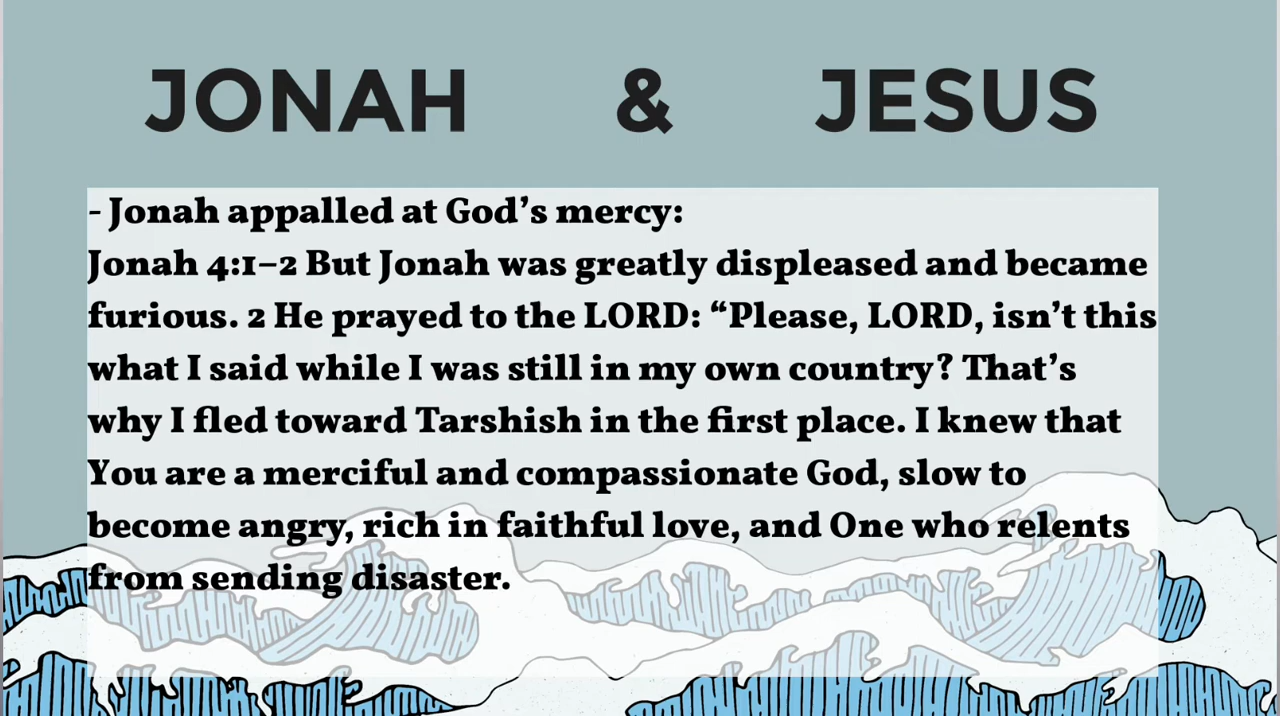 JONAH & JESUS
- Jonah appalled at God’s mercy:
Jonah 4:1–2 But Jonah was greatly displeased and became
furious. 2 He prayed to the LORD: “Please, LORD, isn’t this
what I said while I was still in my own country? That’s
why I fled toward Tarshish in the first place. I knew that
You are a merciful and compassionate God, slow to
become angry, rich in faithful love, and One who relents
from sending disaster.